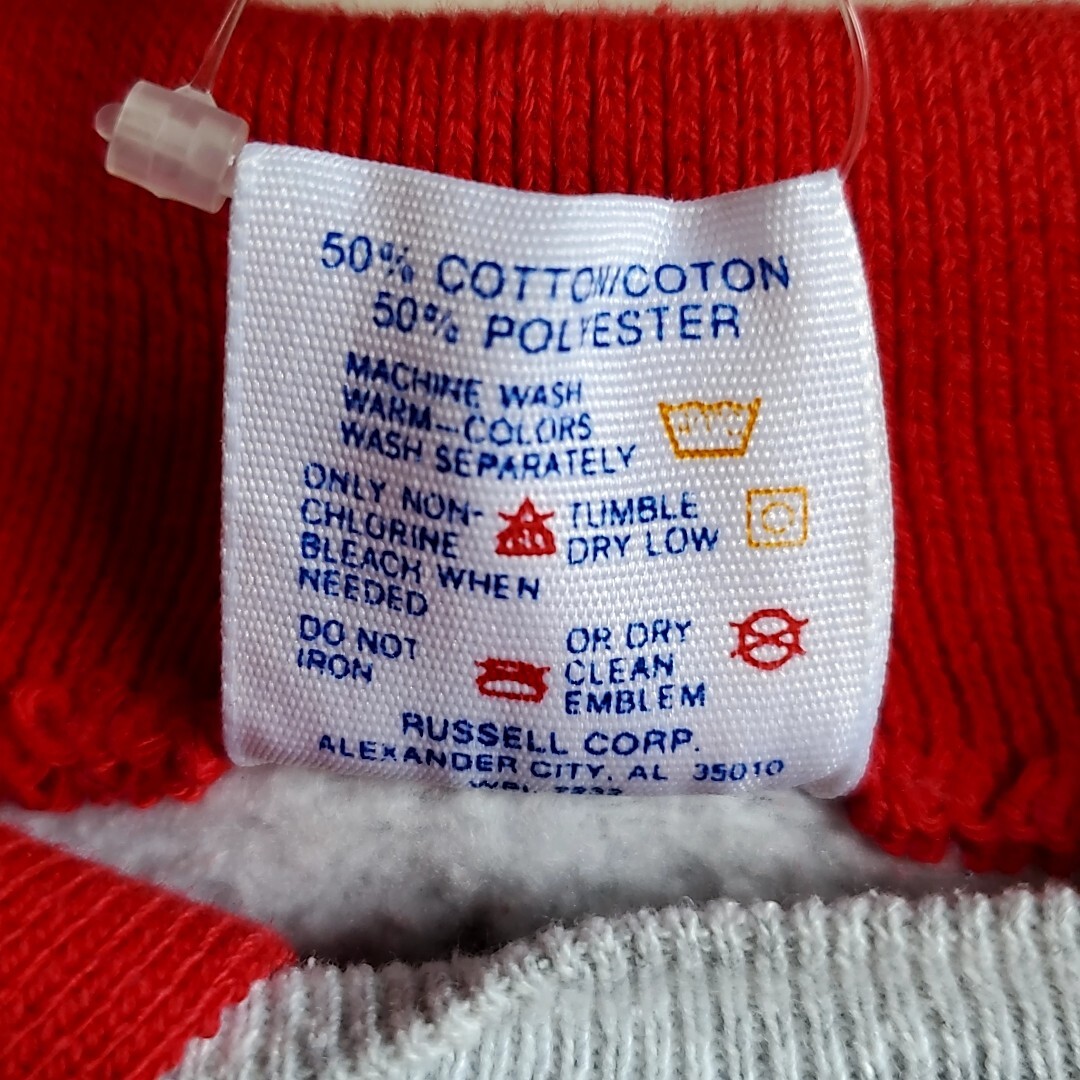 50% COTTON/COTON
50% POLYESTER
MACHINE WASH
WARM—COLORS
WASH SEPARATELY
ONLY NON-
CHLORINE
BLEACH WHEN
NEEDED
TUMBLE
DRY LOW
DO NOT
IRON
OR DRY
CLEAN
EMBLEM
RUSSELL CORP.
ALEXANDER CITY, AL 35010